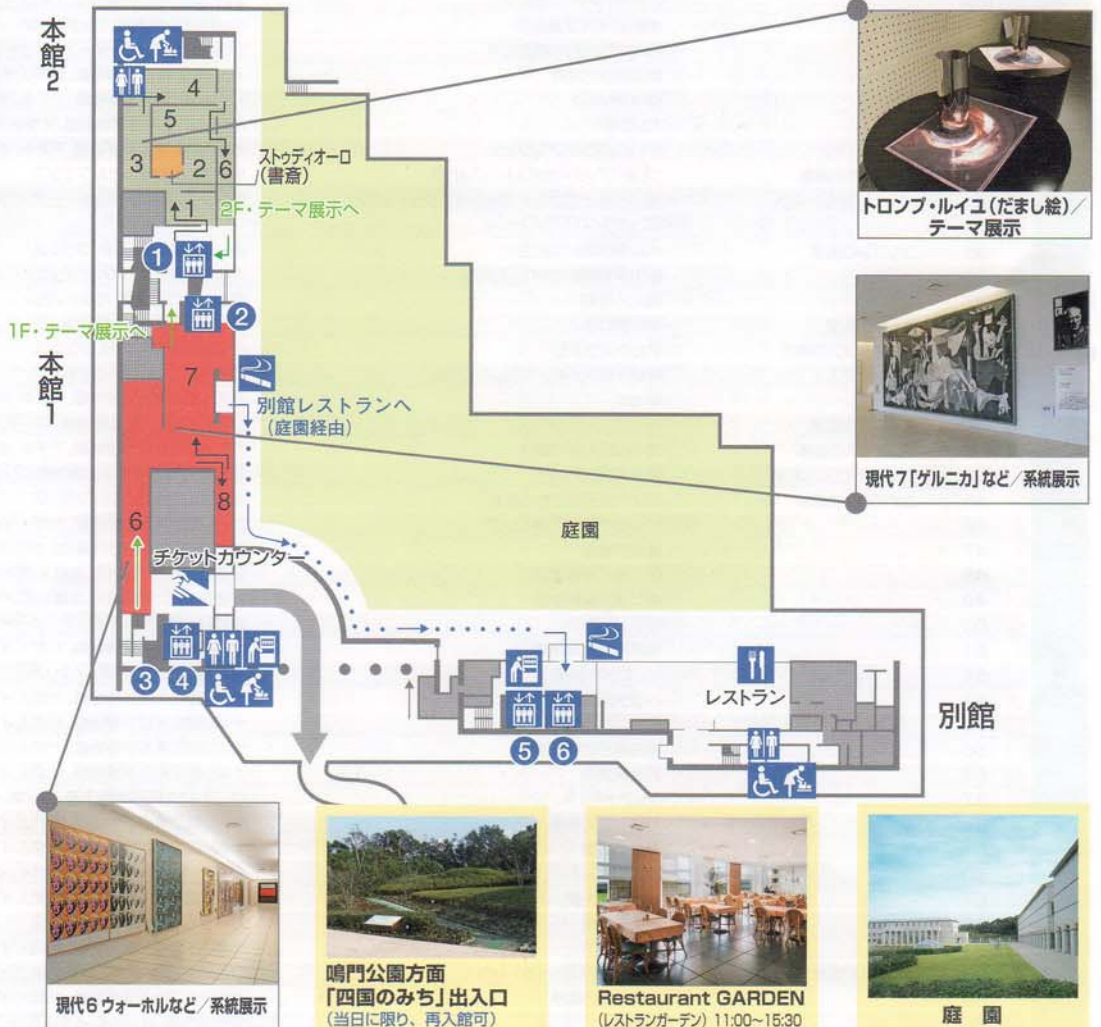 本館2
4
5
3
2
6
ストゥディオーロ
(書斎)
1
2F・テーマ展示へ
1
2
1F・テーマ展示へ
本館1
7
別館レストランへ
(庭園経由)
8
6
チケットカウンター
庭園
3
4
5
6
レストラン
別館
トロンプ・ルイユ(だまし絵)/
テーマ展示
現代7「ゲルニカ」など/系統展示
現代6 ウォーホルなど/系統展示
鳴門公園方面
「四国のみち」出入口
(当日に限り、再入館可)
Restaurant GARDEN
(レストランガーデン) 11:00~15:30
庭 園